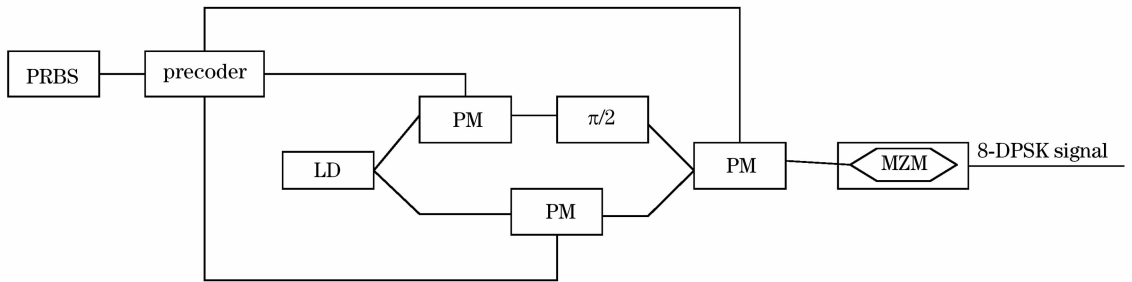 PRBS
precoder
PM
π/2
LD
PM
PM
MZM
8-DPSK signal